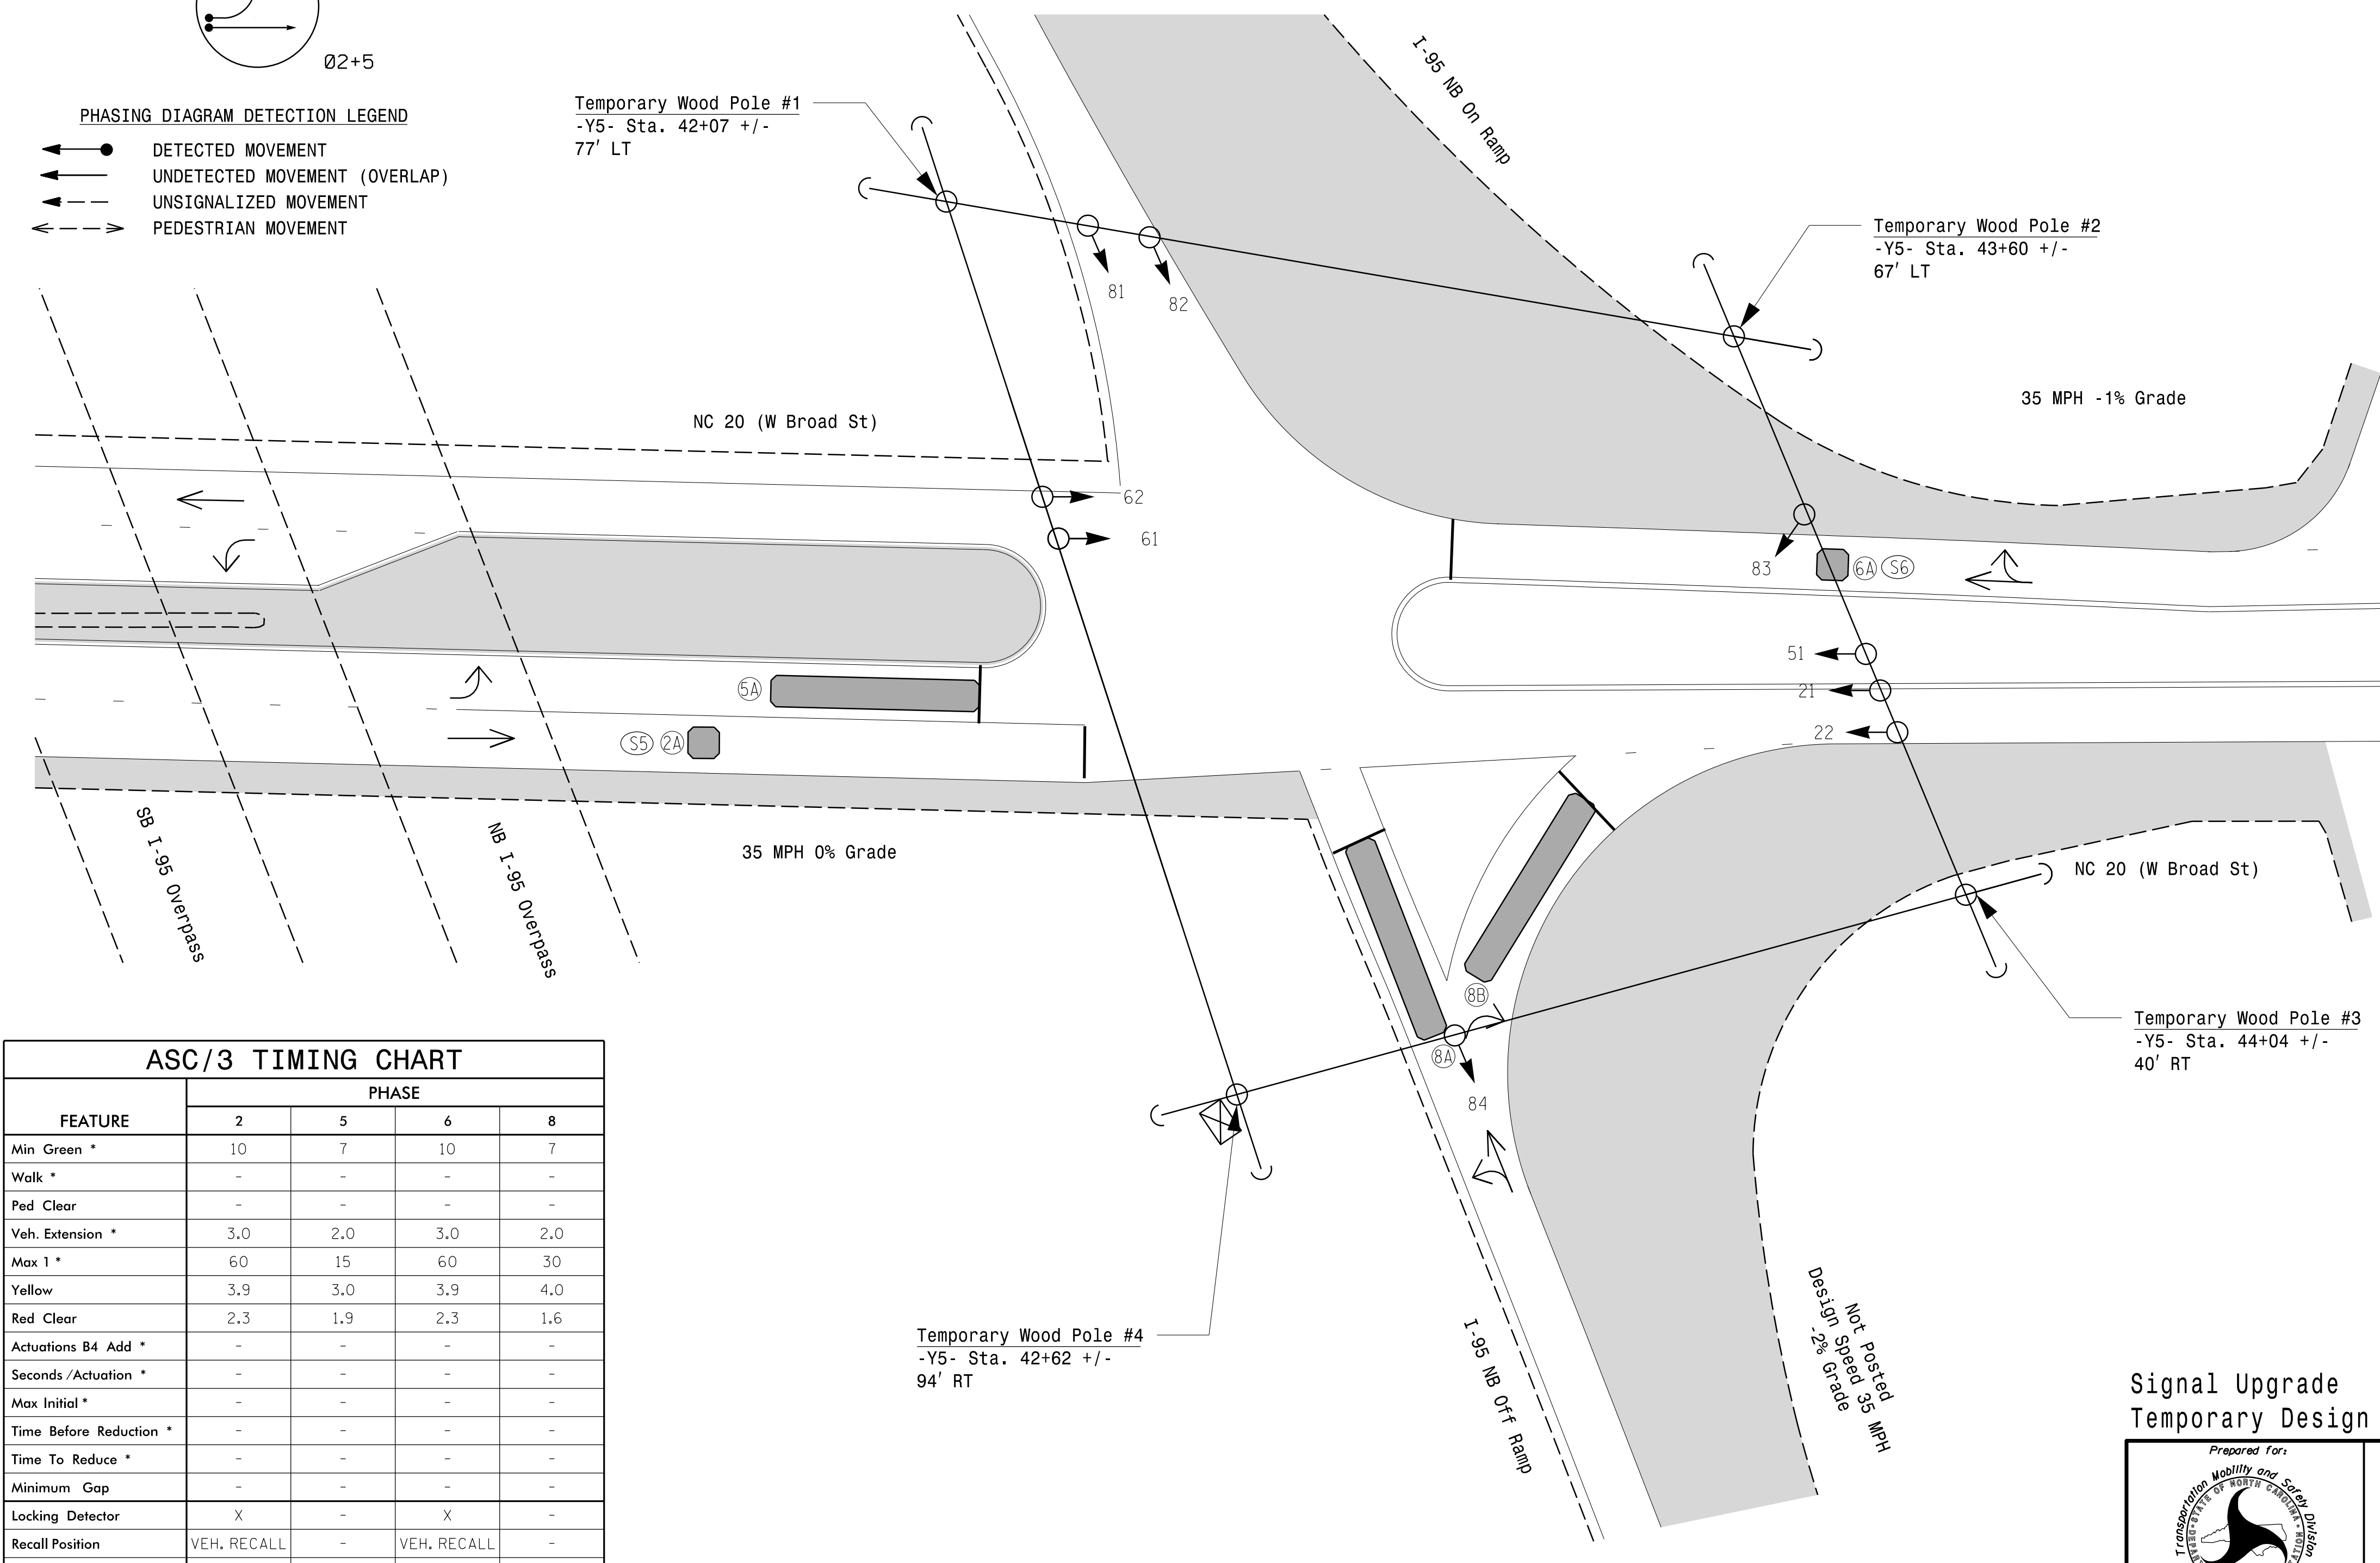 Ø2+5
PHASING DIAGRAM DETECTION LEGEND
DETECTED MOVEMENT
UNDETECTED MOVEMENT (OVERLAP)
UNSIGNALIZED MOVEMENT
PEDESTRIAN MOVEMENT
Temporary Wood Pole #1
-Y5- Sta. 42+07 +/-
77' LT
I-95 NB On Ramp
Temporary Wood Pole #2
-Y5- Sta. 43+60 +/-
67' LT
81
82
35 MPH -1% Grade
NC 20 (W Broad St)
62
61
83
6A S6
51
21
22
5A
S5 2A
SB I-95 Overpass
NB I-95 Overpass
35 MPH 0% Grade
NC 20 (W Broad St)
8B
8A
84
Temporary Wood Pole #3
-Y5- Sta. 44+04 +/-
40' RT
Temporary Wood Pole #4
-Y5- Sta. 42+62 +/-
94' RT
I-95 NB Off Ramp
Not Posted
Design Speed 35 MPH
-2% Grade
ASC/3 TIMING CHART
PHASE
FEATURE 2 5 6 8
Min Green * 10 7 10 7
Walk * - - - -
Ped Clear - - - -
Veh. Extension * 3.0 2.0 3.0 2.0
Max 1 * 60 15 60 30
Yellow 3.9 3.0 3.9 4.0
Red Clear 2.3 1.9 2.3 1.6
Actuations B4 Add * - - - -
Seconds /Actuation * - - - -
Max Initial * - - - -
Time Before Reduction * - - - -
Time To Reduce * - - - -
Minimum Gap - - - -
Locking Detector X - X -
Recall Position VEH. RECALL - VEH. RECALL -
Signal Upgrade
Temporary Design
Prepared for:
Transportation Mobility and Safety Division
STATE OF NORTH CAROLINA